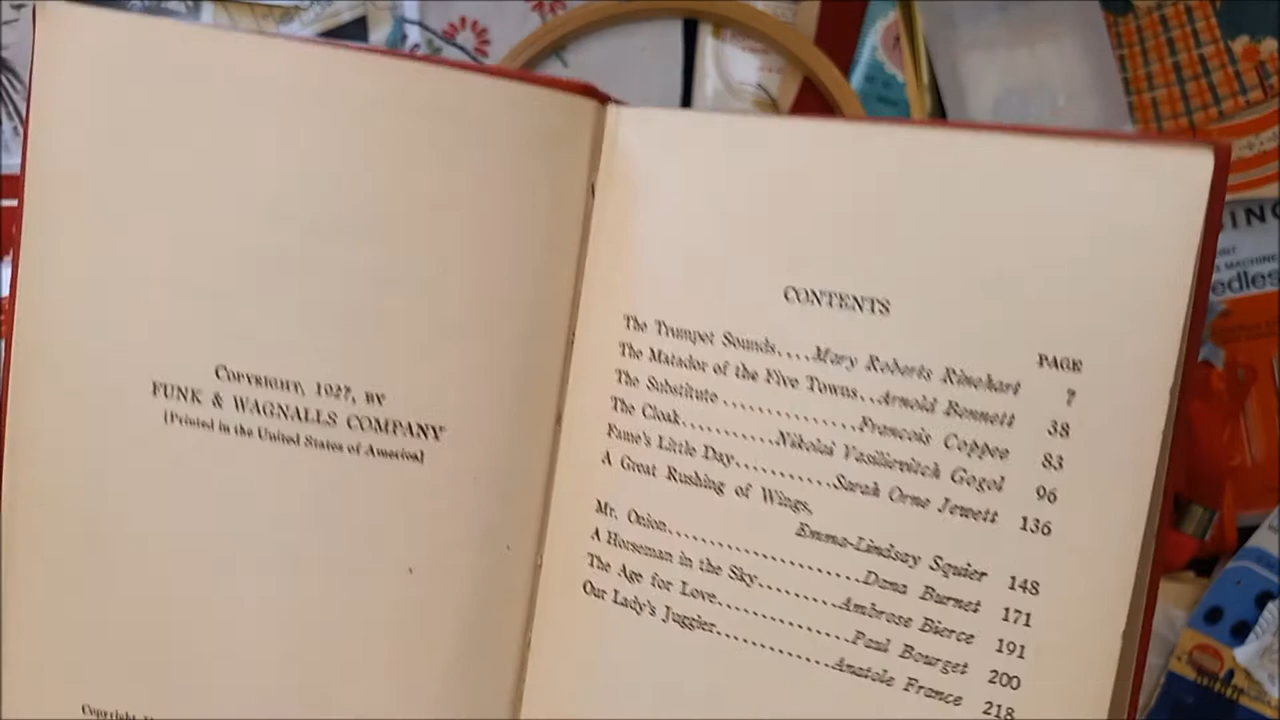 COPYRIGHT, 1927, BY
FUNK & WAGNALLS COMPANY
[Printed in the United States of America]
CONTENTS
PAGE
The Trumpet Sounds....Mary Roberts Rinehart 7
The Matador of the Five Towns..Arnold Bennett 38
The Substitute...............Francois Coppee 83
The Cloak...........Nikolai Vasilievitch Gogol 96
Fame's Little Day..........Sarah Orne Jewett 136
A Great Rushing of Wings,
Emma-Lindsay Squier 148
Mr. Onion......................Dana Burnet 171
A Horseman in the Sky.........Ambrose Bierce 191
The Age for Love...............Paul Bourget 200
Our Lady's Juggler.............Anatole France 218